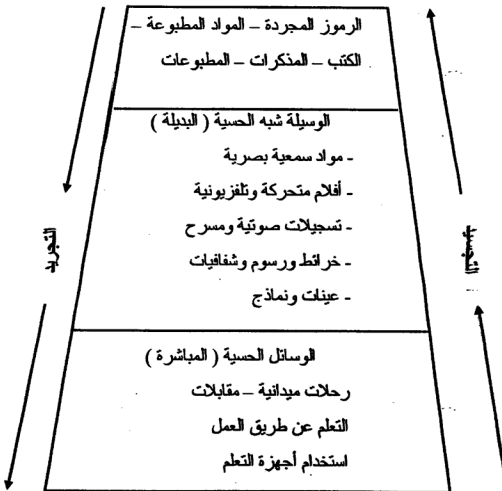 الرموز المجردة – المواد المطبوعة –
الكتب – المذكرات – المطبوعات
الوسيلة شبه الحسية ( البديلة )
- مواد سمعية بصرية
- أفلام متحركة وتلفزيونية
- تسجيلات صوتية ومسرح
- خرائط ورسوم وشفافيات
- عينات ونماذج
الوسائل الحسية ( المباشرة )
رحلات ميدانية – مقابلات
التعلم عن طريق العمل
استخدام أجهزة التعلم
التجسيد
التجريد